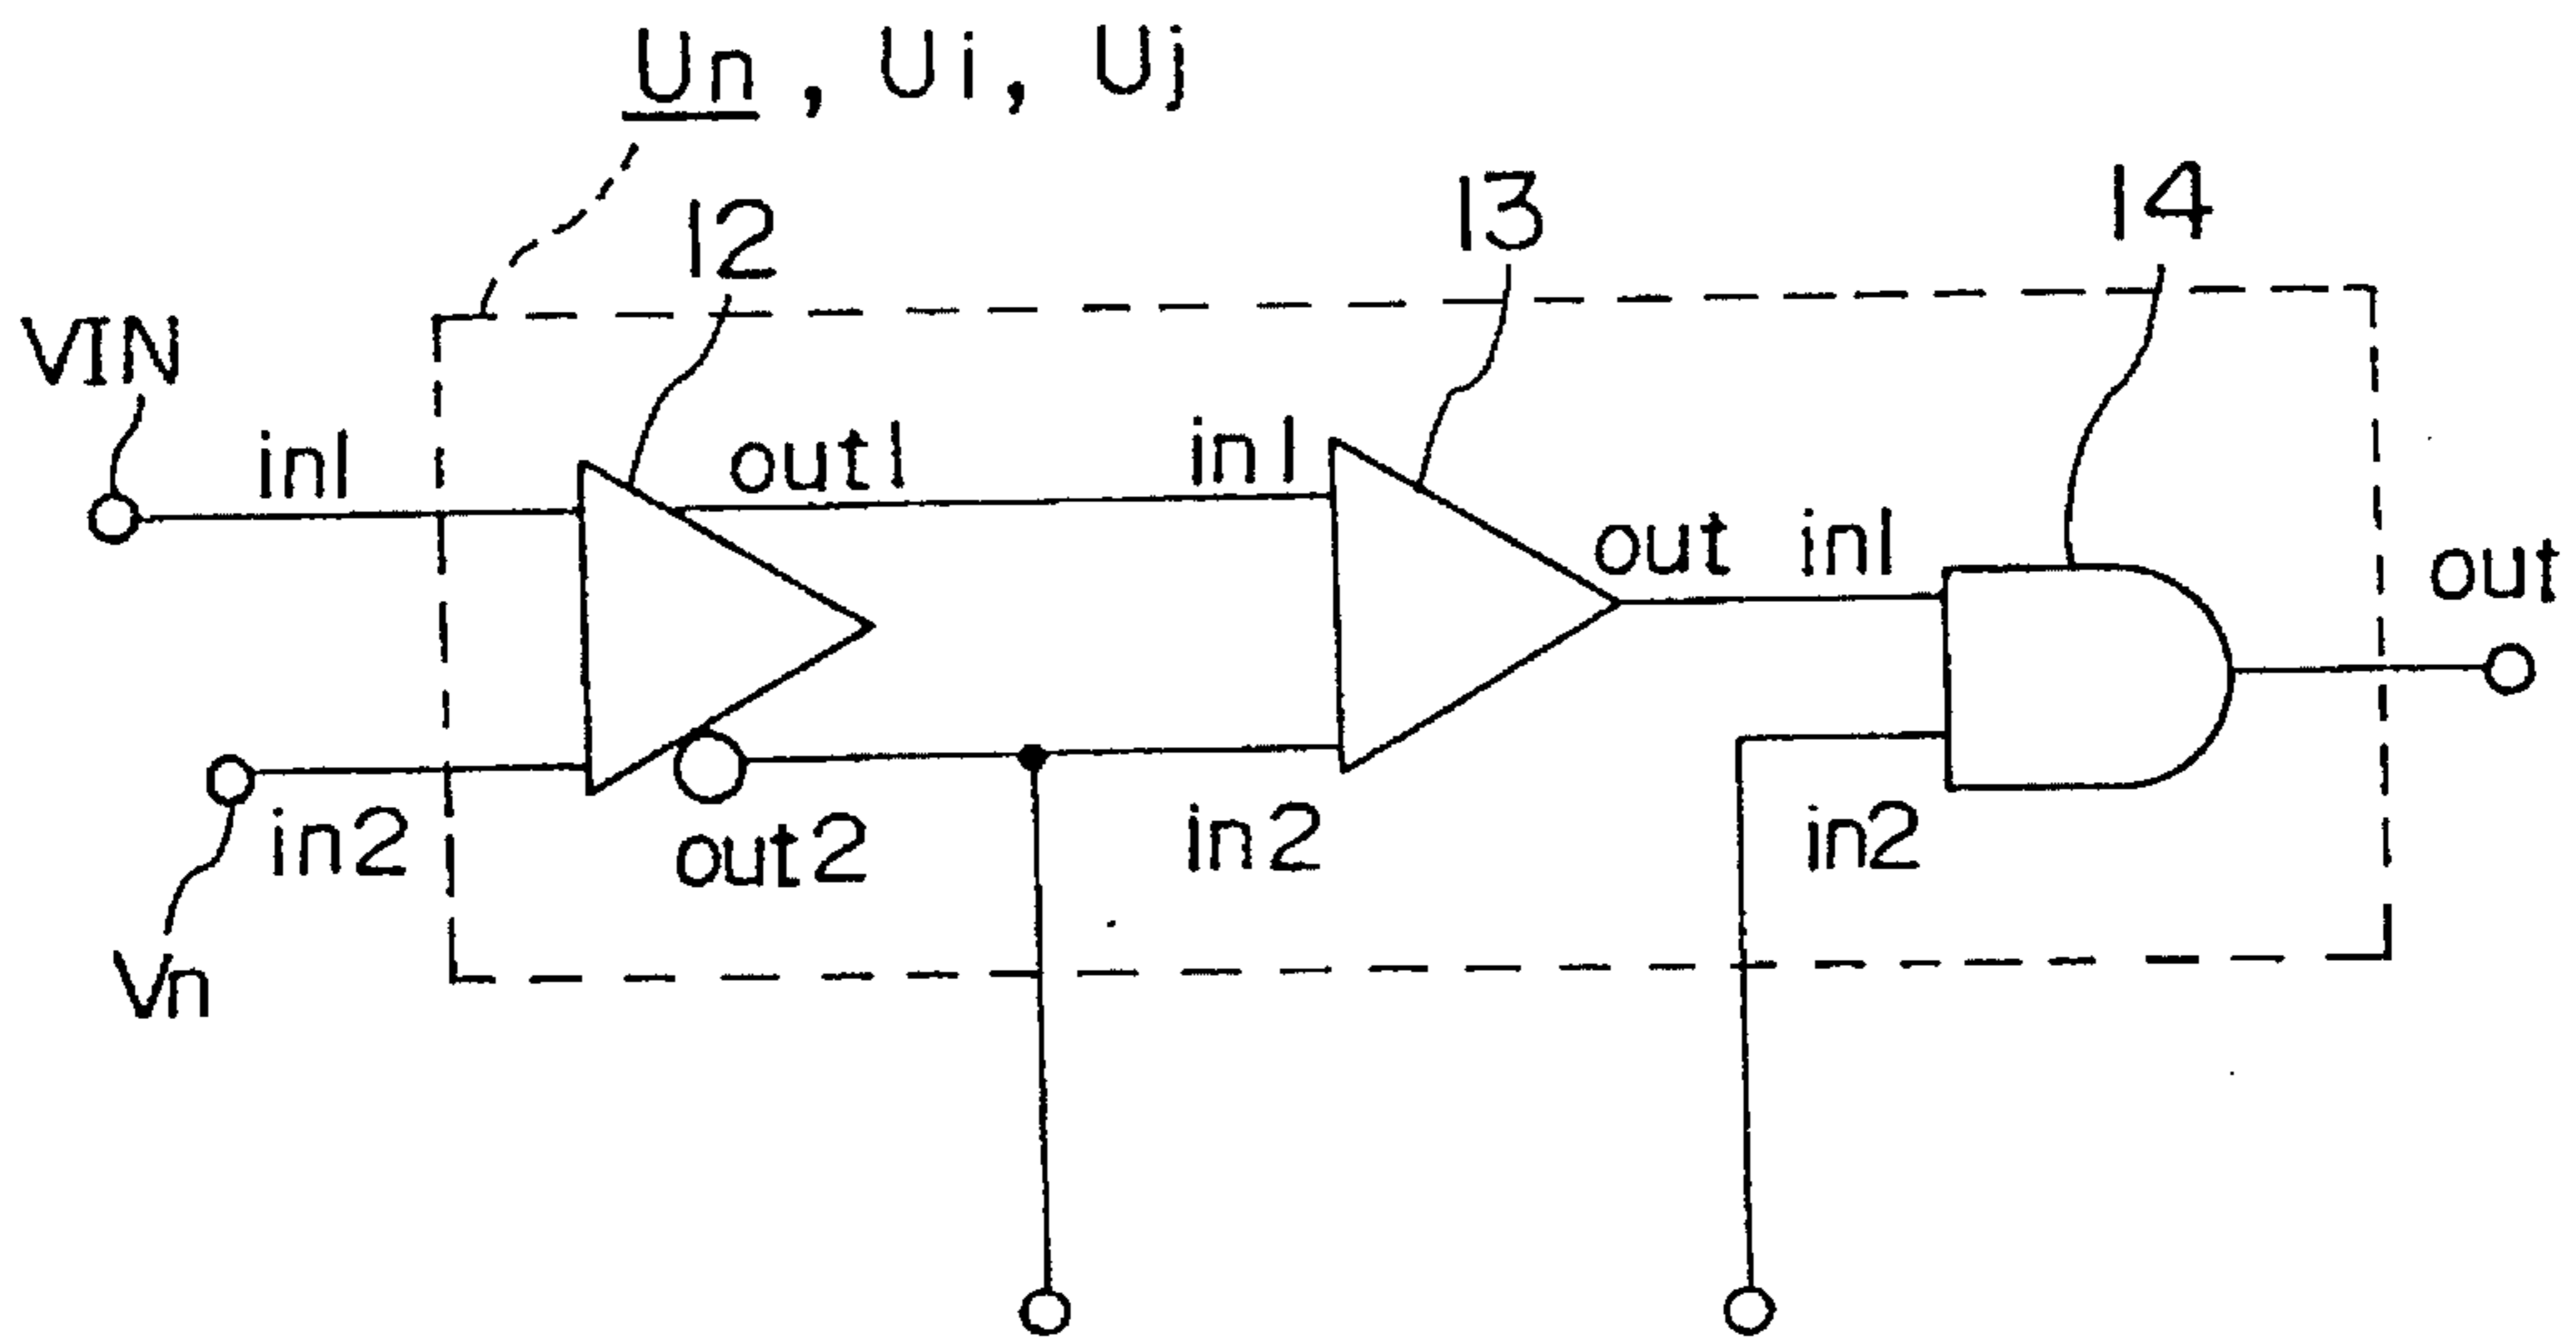 Un, Ui, Uj
12
13
14
VIN
in1
out1
in1
out
in1
out
in2
out2
in2
in2
Vn